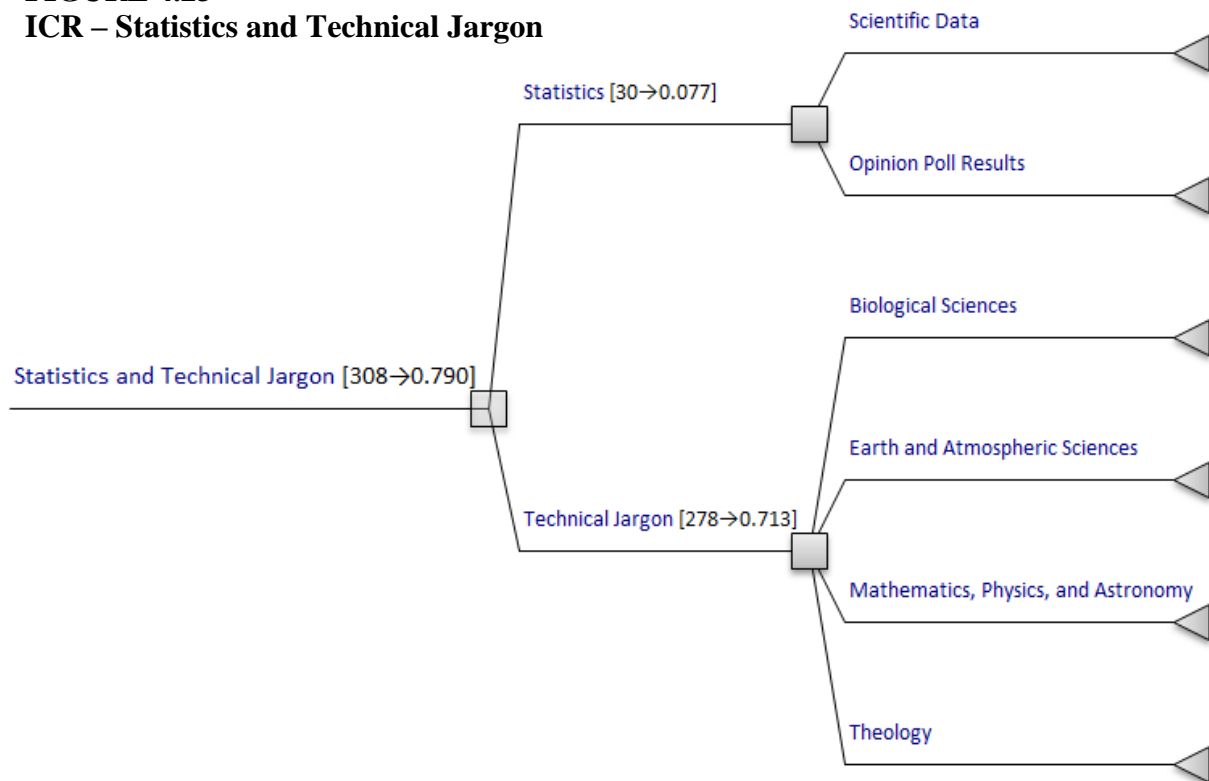 ICR – Statistics and Technical Jargon
Scientific Data
Statistics [30→0.077]
Opinion Poll Results
Biological Sciences
Statistics and Technical Jargon [308→0.790]
Earth and Atmospheric Sciences
Technical Jargon [278→0.713]
Mathematics, Physics, and Astronomy
Theology